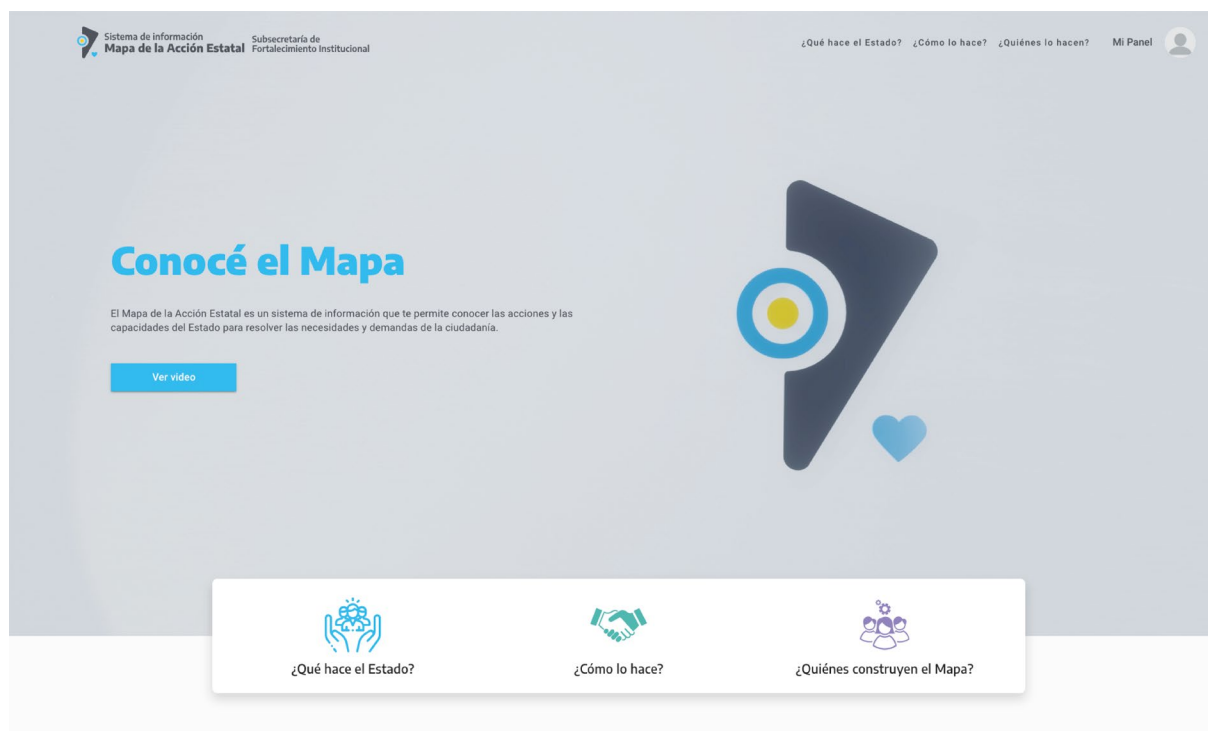 Sistema de información
Mapa de la Acción Estatal
Subsecretaría de
Fortalecimiento Institucional
¿Qué hace el Estado? ¿Cómo lo hace? ¿Quiénes lo hacen? Mi Panel
Conocé el Mapa
El Mapa de la Acción Estatal es un sistema de información que te permite conocer las acciones y las
capacidades del Estado para resolver las necesidades y demandas de la ciudadanía.
Ver video
¿Qué hace el Estado?
¿Cómo lo hace?
¿Quiénes construyen el Mapa?